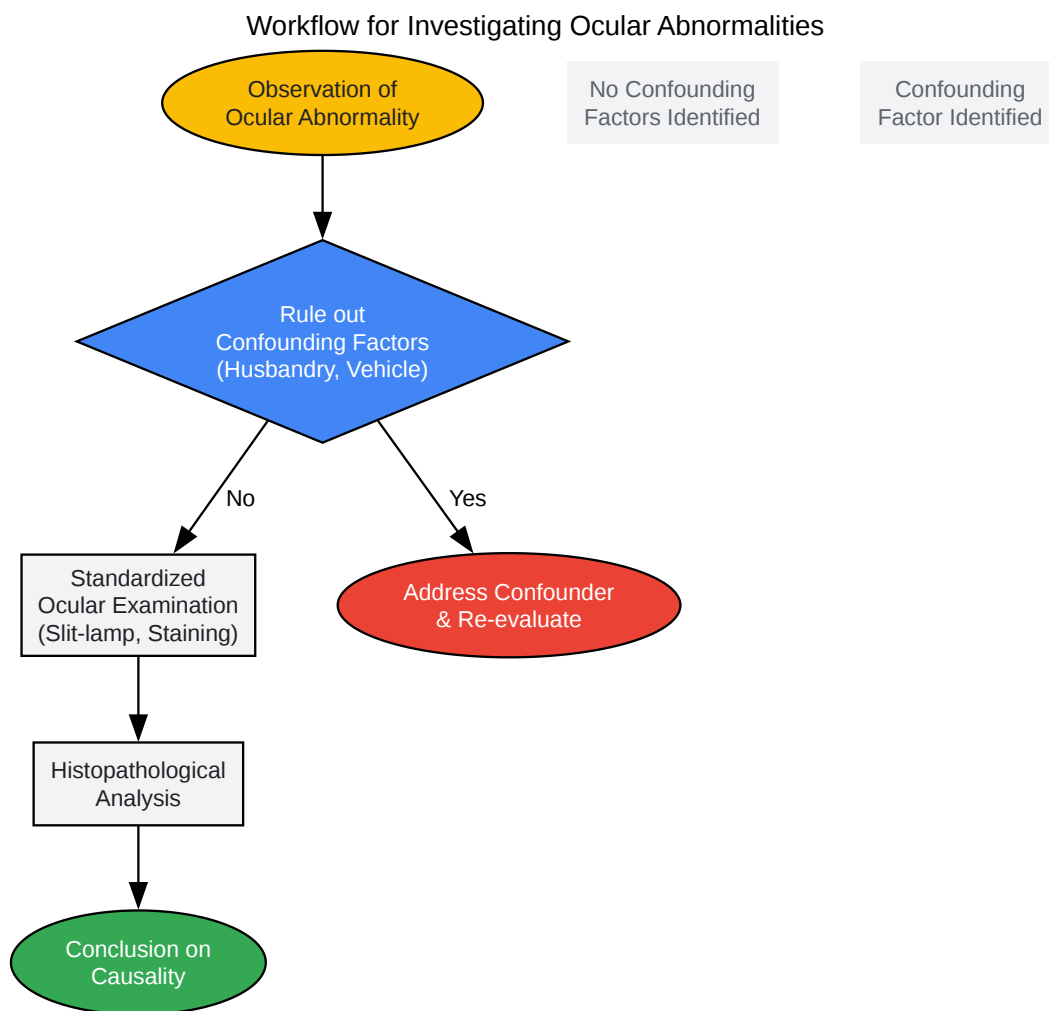 Workflow for Investigating Ocular Abnormalities
Observation of
Ocular Abnormality
No Confounding
Factors Identified
Confounding
Factor Identified
Rule out
Confounding Factors
(Husbandry, Vehicle)
No
Yes
Standardized
Ocular Examination
(Slit-lamp, Staining)
Address Confounder
& Re-evaluate
Histopathological
Analysis
Conclusion on
Causality